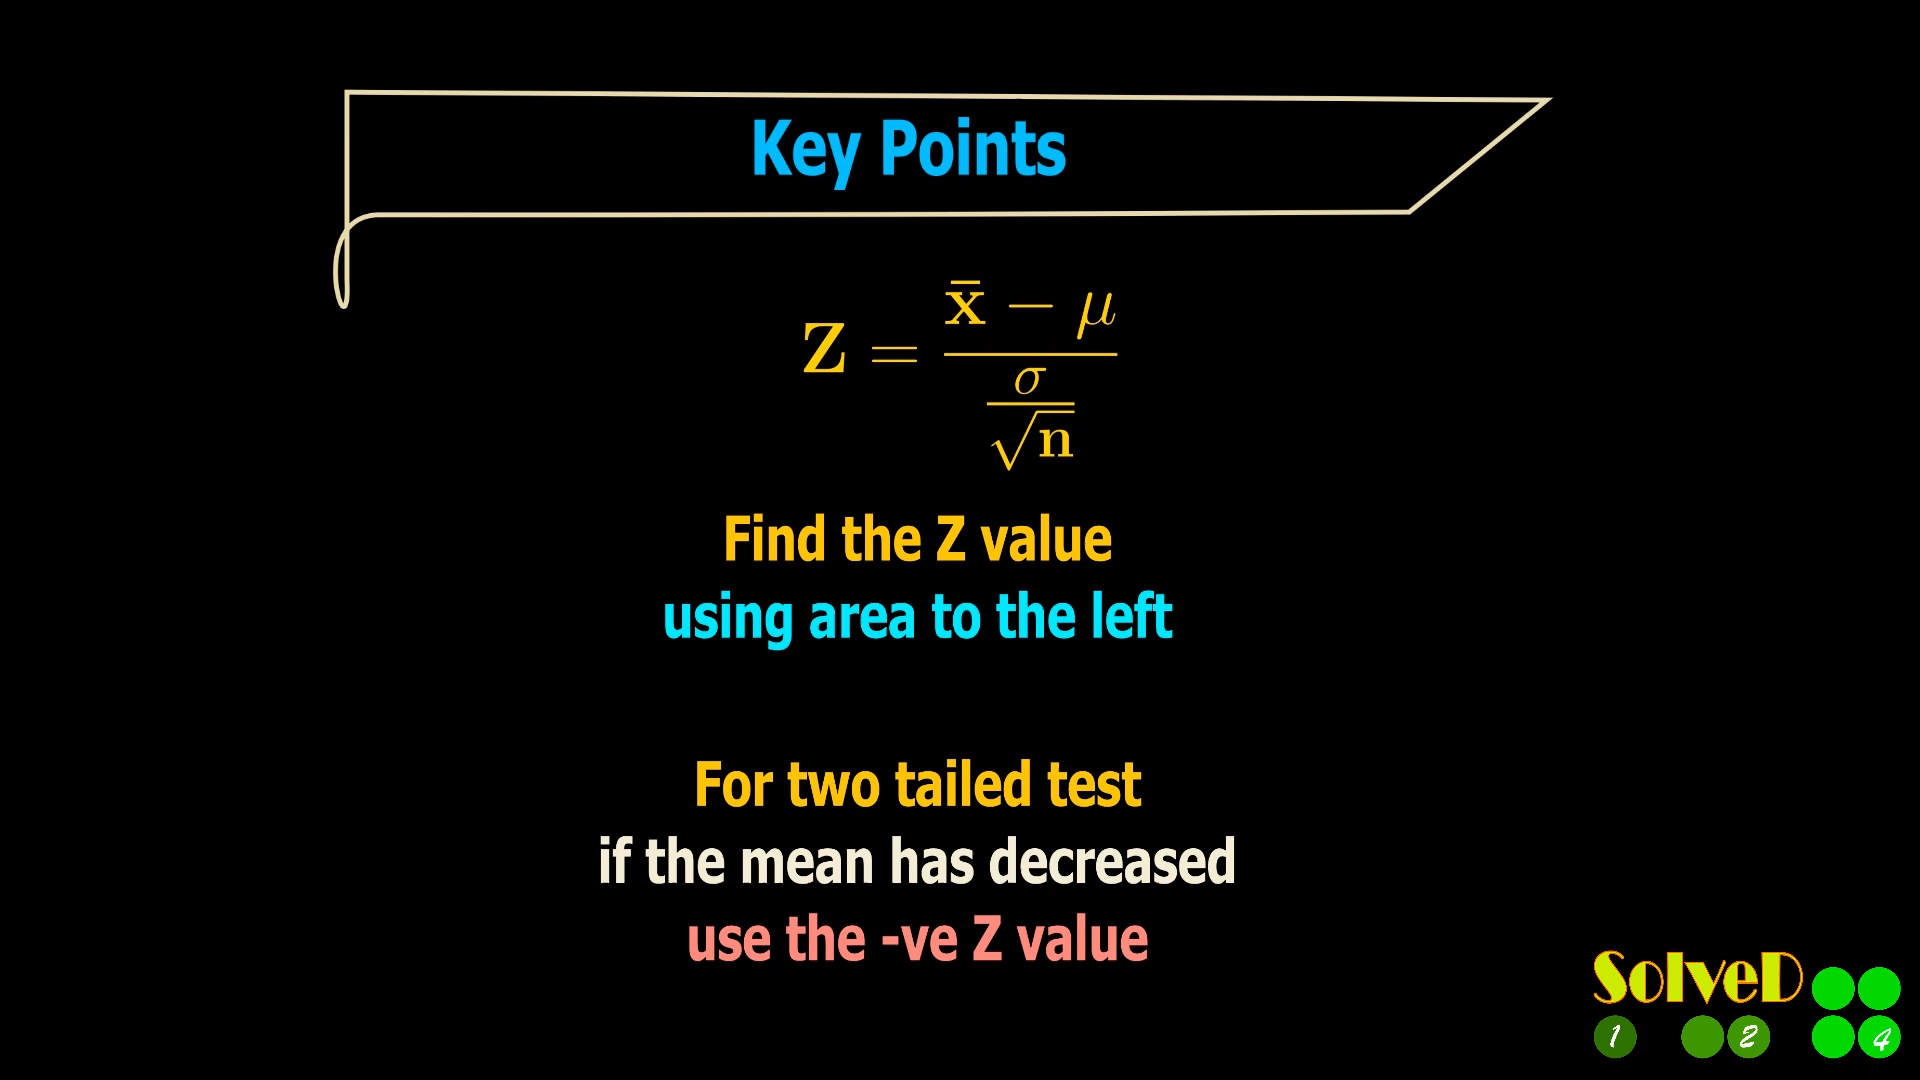 Key Points
Z = (x̄ − μ) / (σ / √n)
Find the Z value
using area to the left
For two tailed test
if the mean has decreased
use the -ve Z value
SolveD
1 2 4